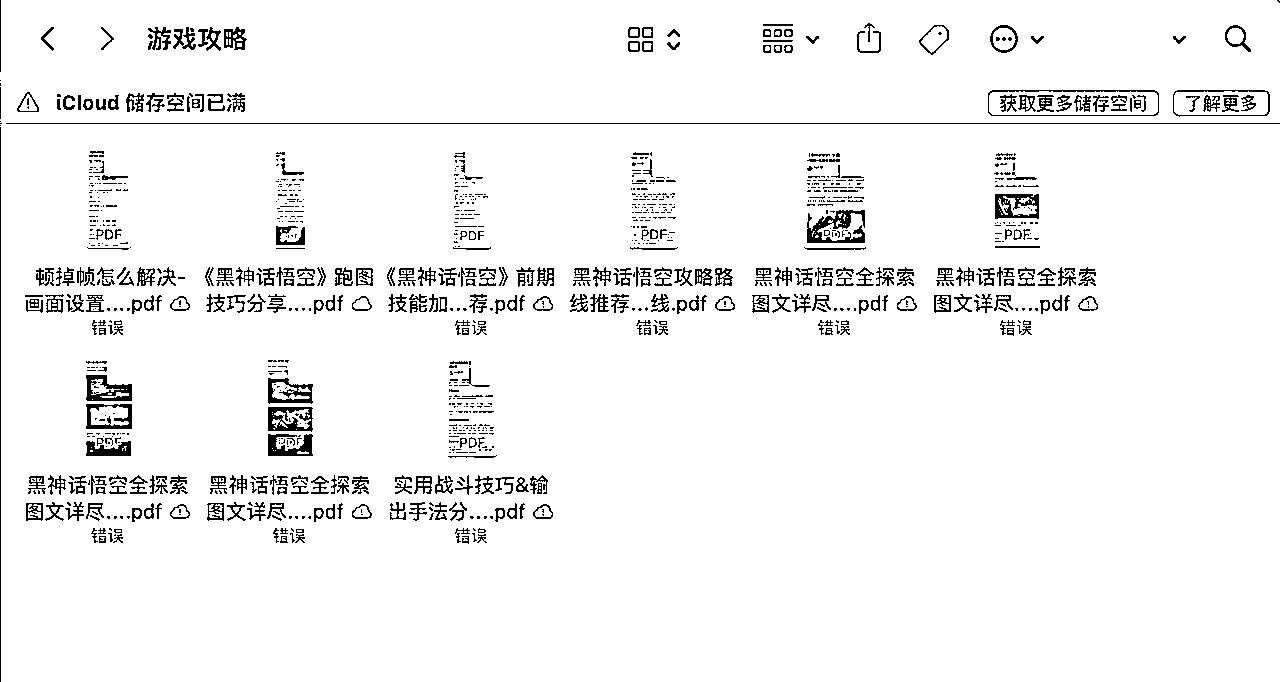 游戏攻略
iCloud 储存空间已满
获取更多储存空间
了解更多
PDF
PDF
PDF
PDF
PDF
PDF
顿掉帧怎么解决-
画面设置....pdf
错误
《黑神话悟空》跑图
技巧分享....pdf
《黑神话悟空》前期
技能加...荐.pdf
错误
黑神话悟空攻略路
线推荐...线.pdf
错误
黑神话悟空全探索
图文详尽....pdf
错误
黑神话悟空全探索
图文详尽....pdf
错误
PDF
PDF
PDF
黑神话悟空全探索
图文详尽....pdf
错误
黑神话悟空全探索
图文详尽....pdf
错误
实用战斗技巧&输
出手法分....pdf
错误